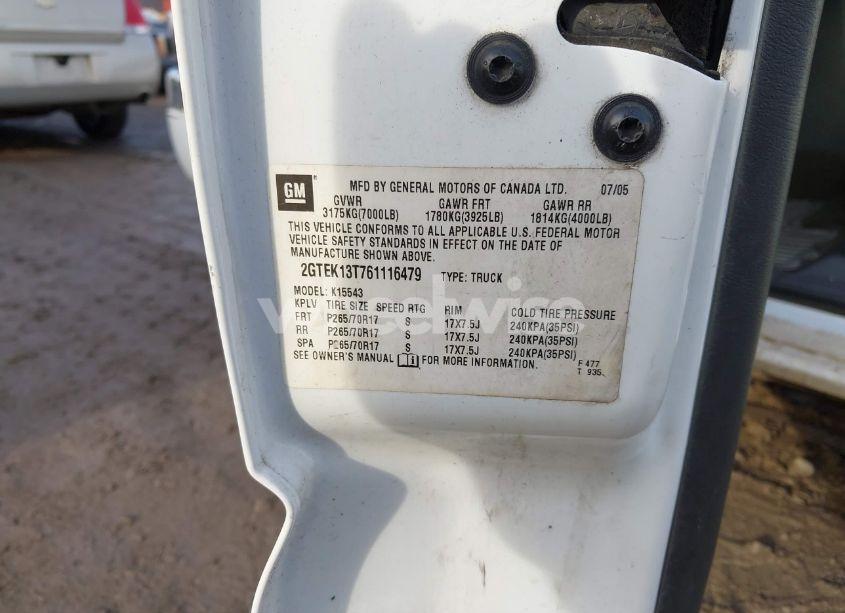 GM
MFD BY GENERAL MOTORS OF CANADA LTD. 07/05
GVWR GAWR FRT GAWR RR
3175KG(7000LB) 1780KG(3925LB) 1814KG(4000LB)
THIS VEHICLE CONFORMS TO ALL APPLICABLE U.S. FEDERAL MOTOR
VEHICLE SAFETY STANDARDS IN EFFECT ON THE DATE OF
MANUFACTURE SHOWN ABOVE.
2GTEK13T761116479 TYPE: TRUCK
MODEL: K15543
KPLV TIRE SIZE SPEED RTG RIM COLD TIRE PRESSURE
FRT P265/70R17 S 17X7.5J 240KPA(35PSI)
RR P265/70R17 S 17X7.5J 240KPA(35PSI)
SPA P265/70R17 S 17X7.5J 240KPA(35PSI)
SEE OWNER'S MANUAL FOR MORE INFORMATION.
F 477
T 935